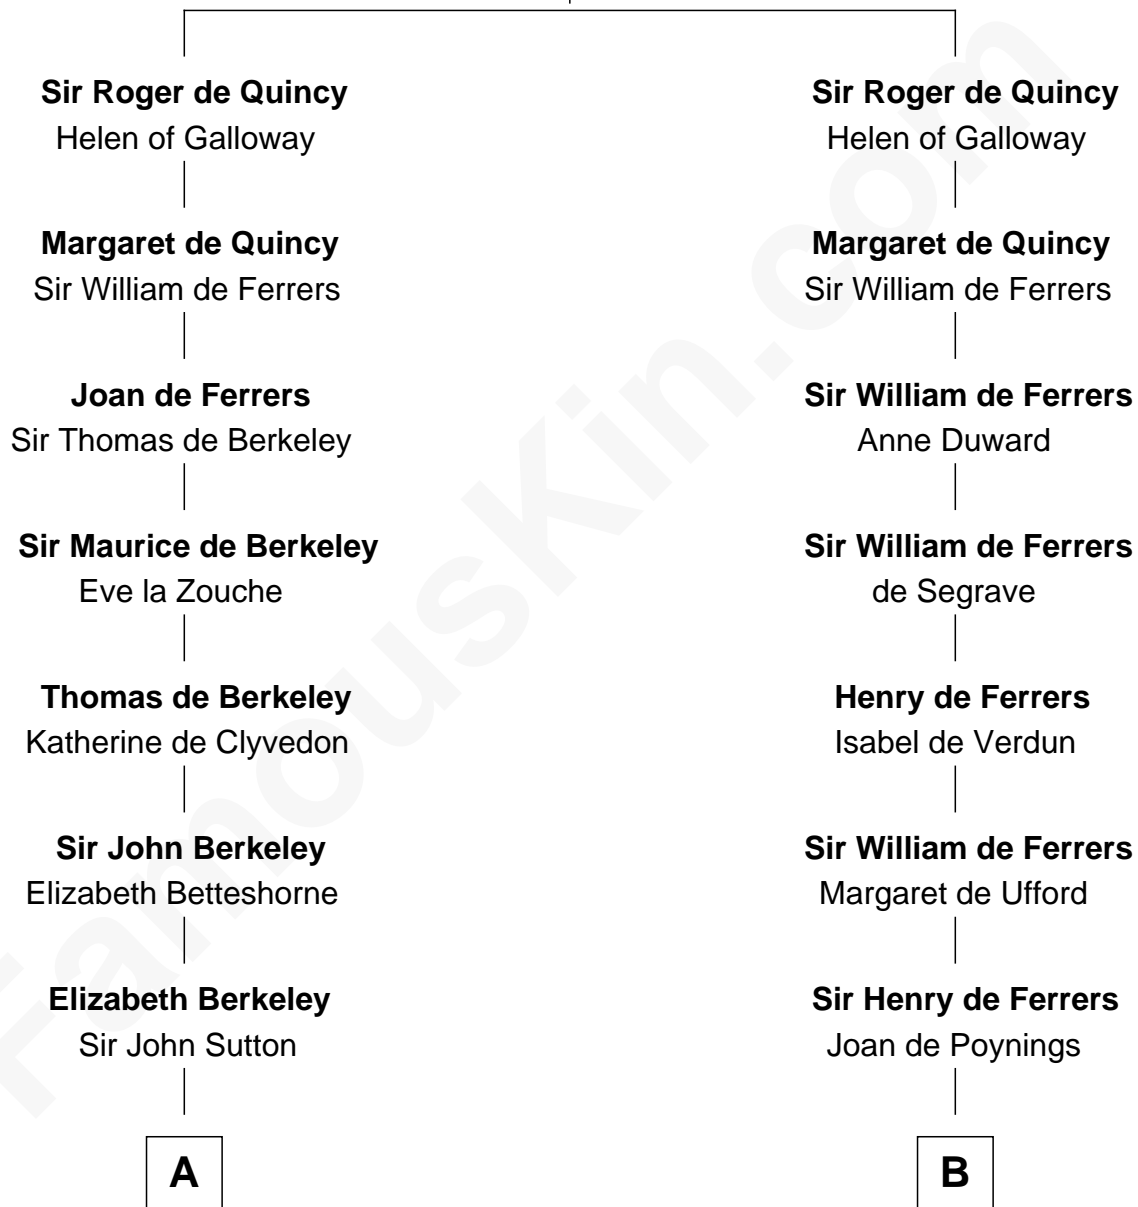 Sir Roger de Quincy
Helen of Galloway
Margaret de Quincy
Sir William de Ferrers
Joan de Ferrers
Sir Thomas de Berkeley
Sir Maurice de Berkeley
Eve la Zouche
Thomas de Berkeley
Katherine de Clyvedon
Sir John Berkeley
Elizabeth Betteshorne
Elizabeth Berkeley
Sir John Sutton
A
Sir Roger de Quincy
Helen of Galloway
Margaret de Quincy
Sir William de Ferrers
Sir William de Ferrers
Anne Duward
Sir William de Ferrers
de Segrave
Henry de Ferrers
Isabel de Verdun
Sir William de Ferrers
Margaret de Ufford
Sir Henry de Ferrers
Joan de Poynings
B
FamousKin.com